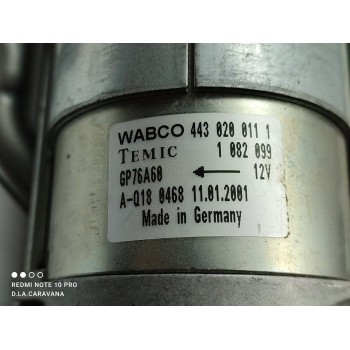 WABCO 443 020 011 1
TEMIC 1 082 099
GP76A60 ← 12V
A-Q18 0468 11.01.2001
Made in Germany
REDMI NOTE 10 PRO
D.LA.CARAVANA